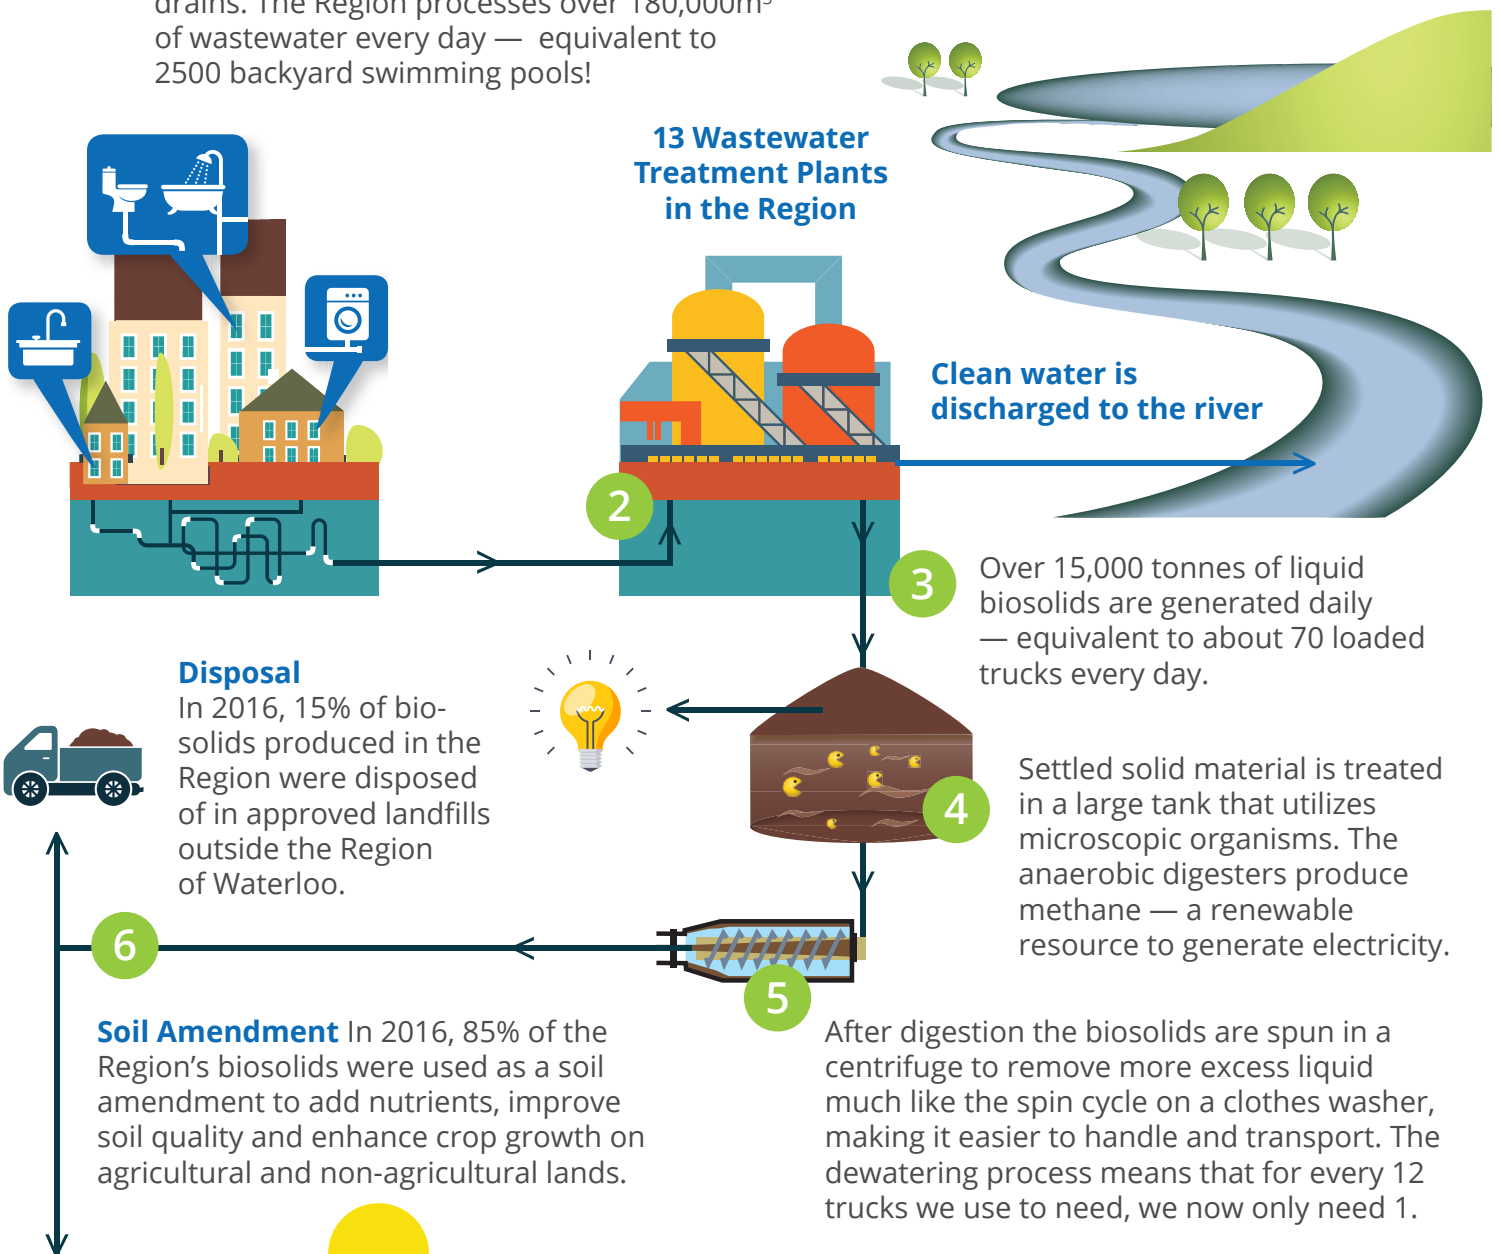 drains. The Region processes over 180,000m³
of wastewater every day — equivalent to
2500 backyard swimming pools!
13 Wastewater
Treatment Plants
in the Region
Clean water is
discharged to the river
2
3
Over 15,000 tonnes of liquid
biosolids are generated daily
— equivalent to about 70 loaded
trucks every day.
Disposal
In 2016, 15% of bio-
solids produced in the
Region were disposed
of in approved landfills
outside the Region
of Waterloo.
4
Settled solid material is treated
in a large tank that utilizes
microscopic organisms. The
anaerobic digesters produce
methane — a renewable
resource to generate electricity.
5
After digestion the biosolids are spun in a
centrifuge to remove more excess liquid
much like the spin cycle on a clothes washer,
making it easier to handle and transport. The
dewatering process means that for every 12
trucks we use to need, we now only need 1.
6
Soil Amendment In 2016, 85% of the
Region’s biosolids were used as a soil
amendment to add nutrients, improve
soil quality and enhance crop growth on
agricultural and non-agricultural lands.